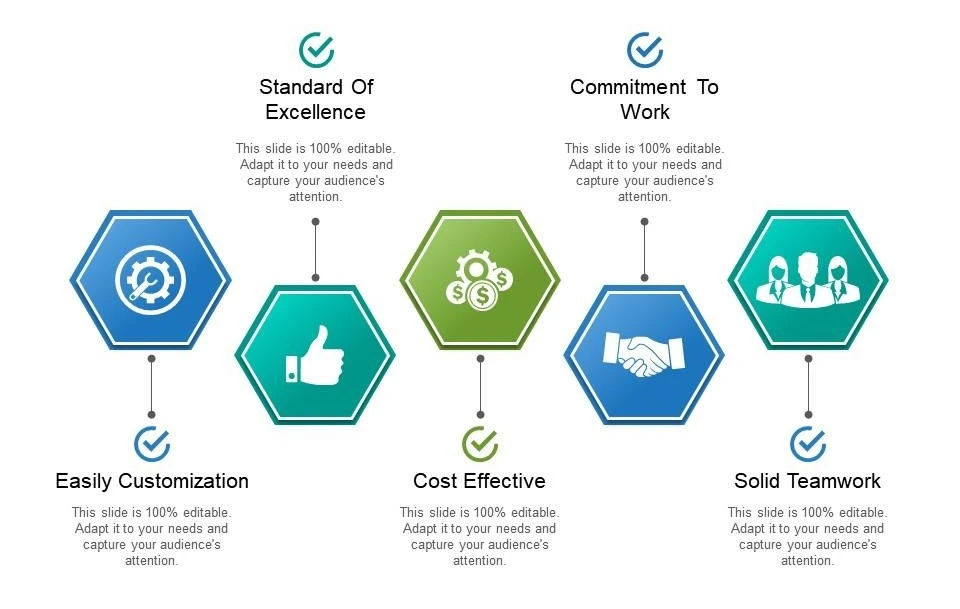 Standard Of
Excellence
This slide is 100% editable.
Adapt it to your needs and
capture your audience's
attention.
Commitment To
Work
This slide is 100% editable.
Adapt it to your needs and
capture your audience's
attention.
$
$
$
Easily Customization
This slide is 100% editable.
Adapt it to your needs and
capture your audience's
attention.
Cost Effective
This slide is 100% editable.
Adapt it to your needs and
capture your audience's
attention.
Solid Teamwork
This slide is 100% editable.
Adapt it to your needs and
capture your audience's
attention.